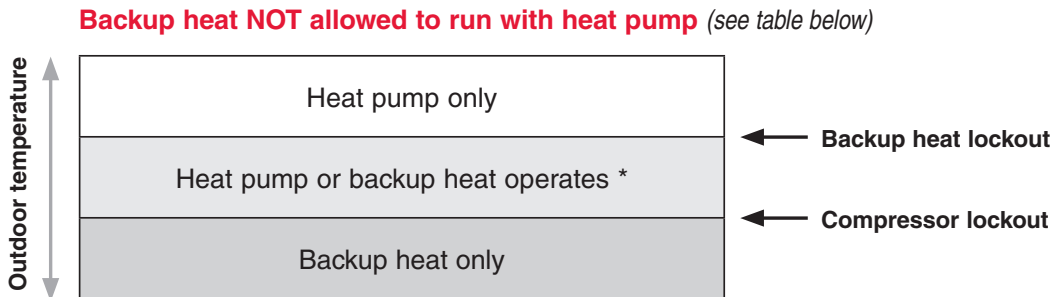 Backup heat NOT allowed to run with heat pump (see table below)
Outdoor temperature
Heat pump only
Backup heat lockout
Heat pump or backup heat operates *
Compressor lockout
Backup heat only